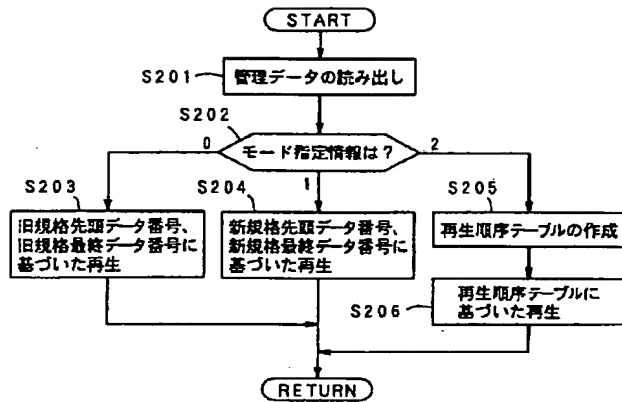 START
S201
管理データの読み出し
S202
0
モード指定情報は?
2
1
S203
旧規格先頭データ番号、
旧規格最終データ番号に
基づいた再生
S204
新規格先頭データ番号、
新規格最終データ番号に
基づいた再生
S205
再生順序テーブルの作成
S206
再生順序テーブルに
基づいた再生
RETURN